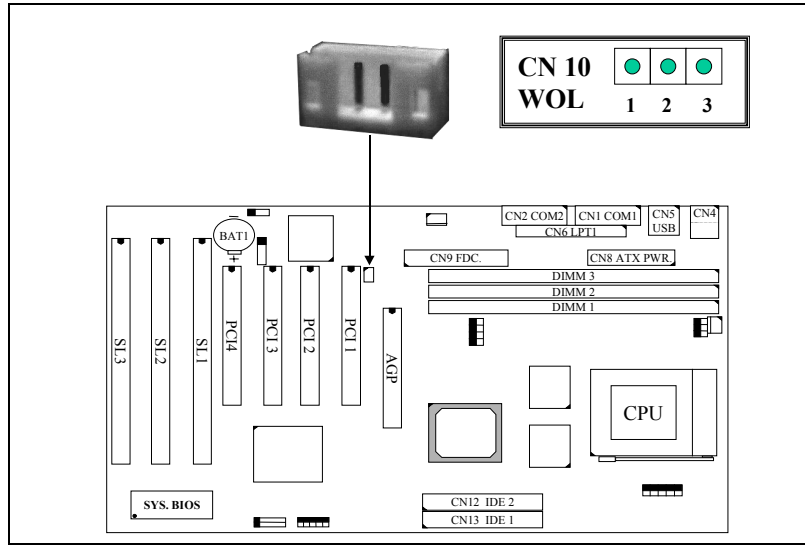 CN 10
WOL
1 2 3
BAT1
CN2 COM2
CN1 COM1
CN5
USB
CN4
CN6 LPT1
CN9 FDC.
CN8 ATX PWR.
DIMM 3
DIMM 2
DIMM 1
SL3
SL2
SL1
PCI4
PCI 3
PCI 2
PCI 1
AGP
CPU
SYS. BIOS
CN12 IDE 2
CN13 IDE 1